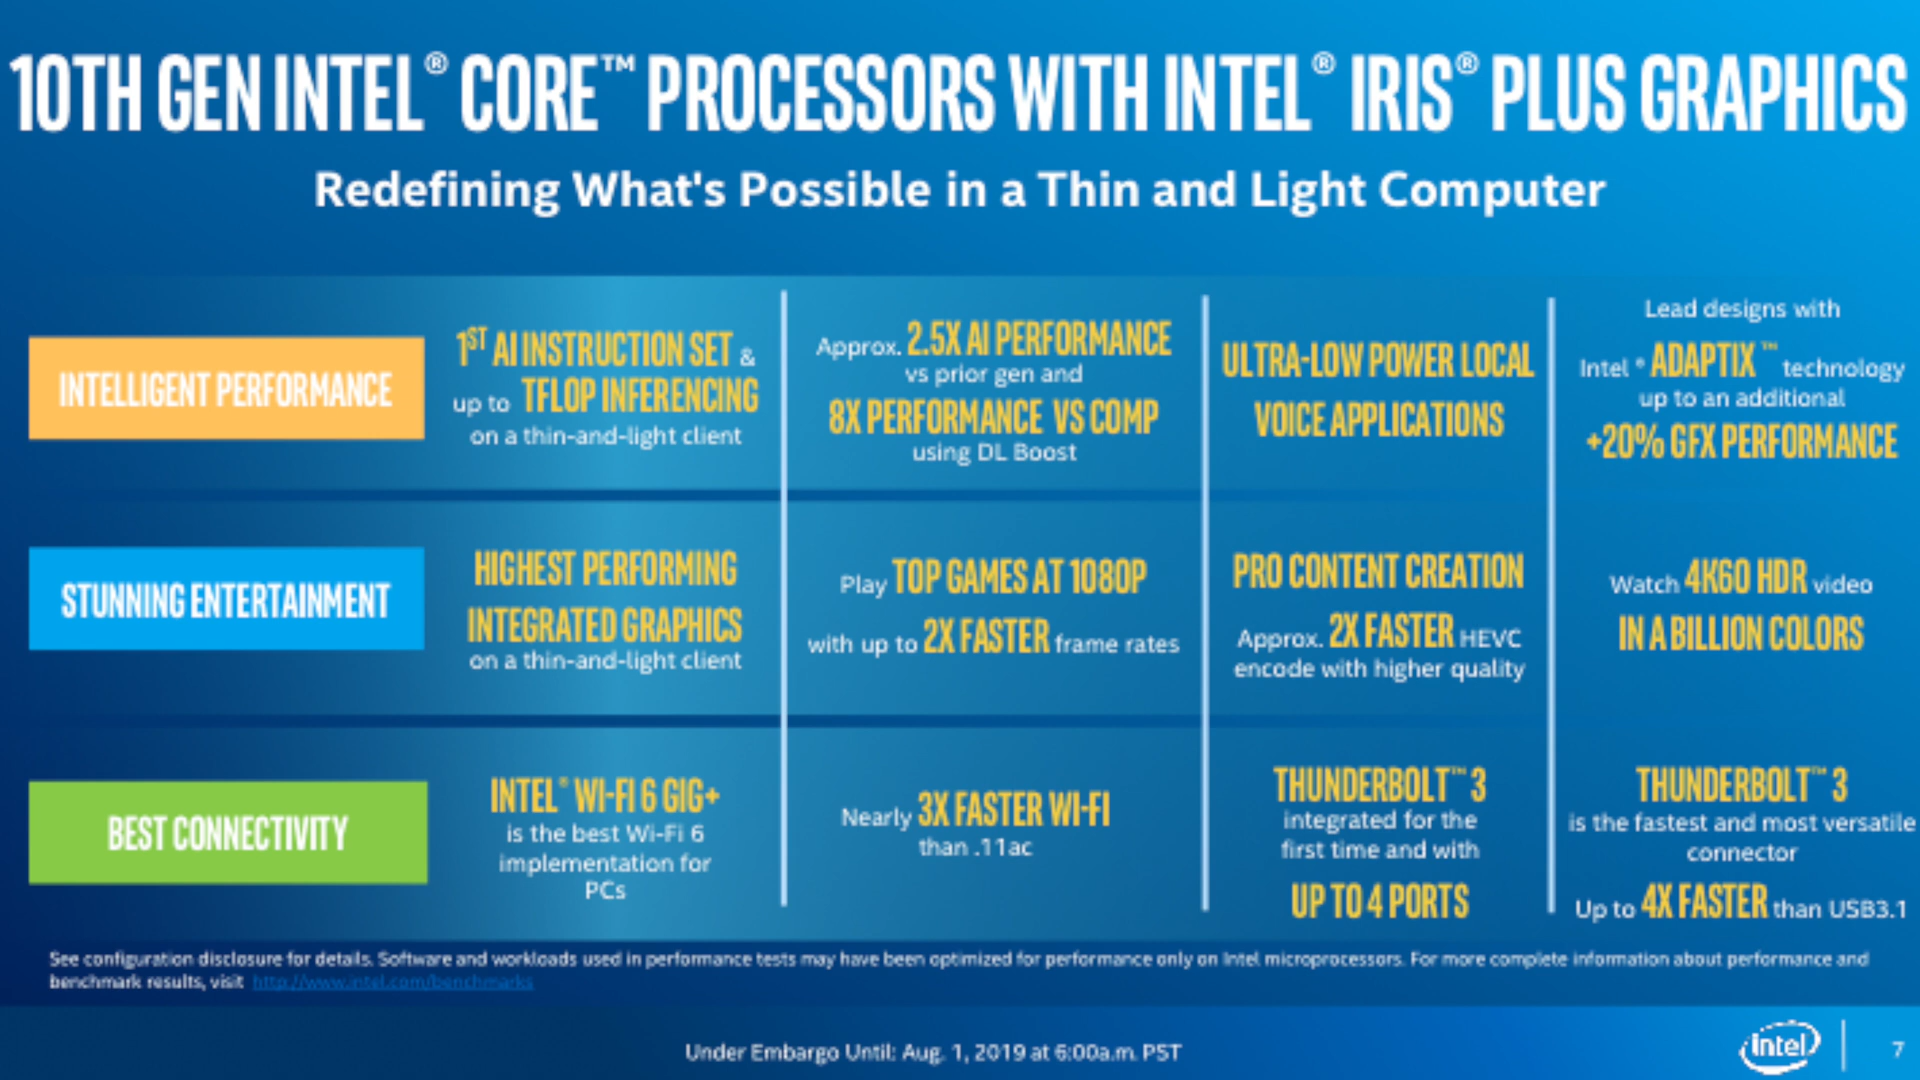 10TH GEN INTEL® CORE™ PROCESSORS WITH INTEL® IRIS® PLUS GRAPHICS
Redefining What's Possible in a Thin and Light Computer
INTELLIGENT PERFORMANCE
1ST AI INSTRUCTION SET &
up to TFLOP INFERENCING
on a thin-and-light client
Approx. 2.5X AI PERFORMANCE
vs prior gen and
8X PERFORMANCE VS COMP
using DL Boost
ULTRA-LOW POWER LOCAL
VOICE APPLICATIONS
Lead designs with
Intel® ADAPTIX™ technology
up to an additional
+20% GFX PERFORMANCE
STUNNING ENTERTAINMENT
HIGHEST PERFORMING
INTEGRATED GRAPHICS
on a thin-and-light client
Play TOP GAMES AT 1080P
with up to 2X FASTER frame rates
PRO CONTENT CREATION
Approx. 2X FASTER HEVC
encode with higher quality
Watch 4K60 HDR video
IN A BILLION COLORS
BEST CONNECTIVITY
INTEL® WI-FI 6 GIG+
is the best Wi-Fi 6
implementation for
PCs
Nearly 3X FASTER WI-FI
than .11ac
THUNDERBOLT™ 3
integrated for the
first time and with
UP TO 4 PORTS
THUNDERBOLT™ 3
is the fastest and most versatile
connector
Up to 4X FASTER than USB3.1
See configuration disclosure for details. Software and workloads used in performance tests may have been optimized for performance only on Intel microprocessors. For more complete information about performance and
benchmark results, visit http://www.intel.com/benchmarks
Under Embargo Until: Aug. 1, 2019 at 6:00a.m. PST
intel
7